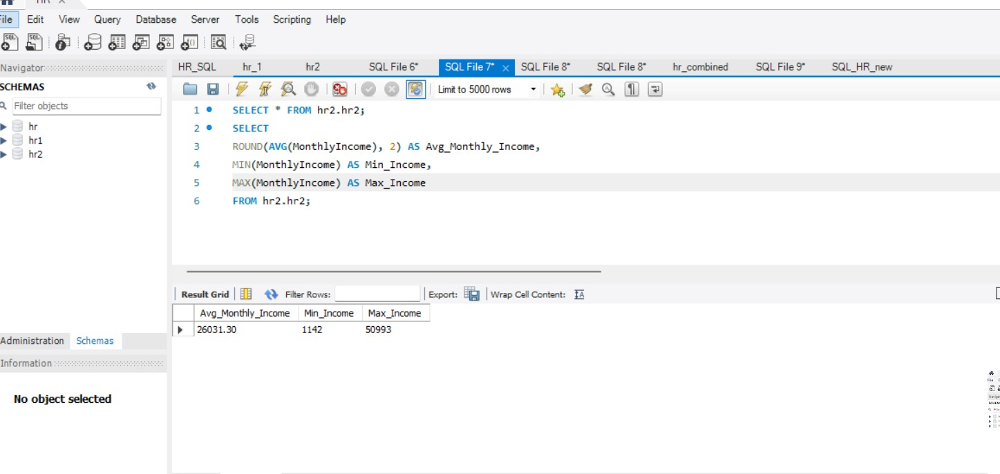 HR
File Edit View Query Database Server Tools Scripting Help
Navigator
SCHEMAS
Filter objects
hr
hr1
hr2
Administration Schemas
Information
No object selected
HR_SQL hr_1 hr2 SQL File 6* SQL File 7* SQL File 8* SQL File 8* hr_combined SQL File 9* SQL_HR_new
Limit to 5000 rows
1 SELECT * FROM hr2.hr2;
2 SELECT
3 ROUND(AVG(MonthlyIncome), 2) AS Avg_Monthly_Income,
4 MIN(MonthlyIncome) AS Min_Income,
5 MAX(MonthlyIncome) AS Max_Income
6 FROM hr2.hr2;
Result Grid Filter Rows: Export: Wrap Cell Content:
Avg_Monthly_Income Min_Income Max_Income
26031.30 1142 50993